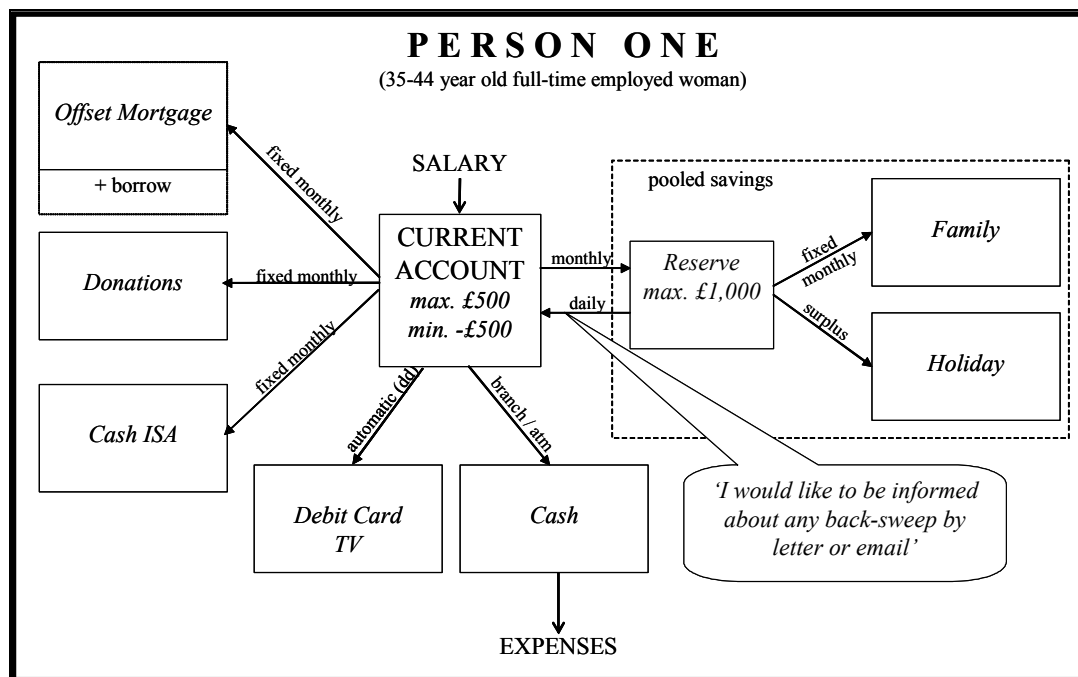 PERSON ONE
(35-44 year old full-time employed woman)
Offset Mortgage
+ borrow
fixed monthly
SALARY
pooled savings
CURRENT
ACCOUNT
max. £500
min. -£500
monthly
daily
Reserve
max. £1,000
fixed
monthly
Family
surplus
Holiday
Donations
fixed monthly
fixed monthly
Cash ISA
automatic (dd)
branch / atm
Debit Card
TV
Cash
‘I would like to be informed
about any back-sweep by
letter or email’
EXPENSES